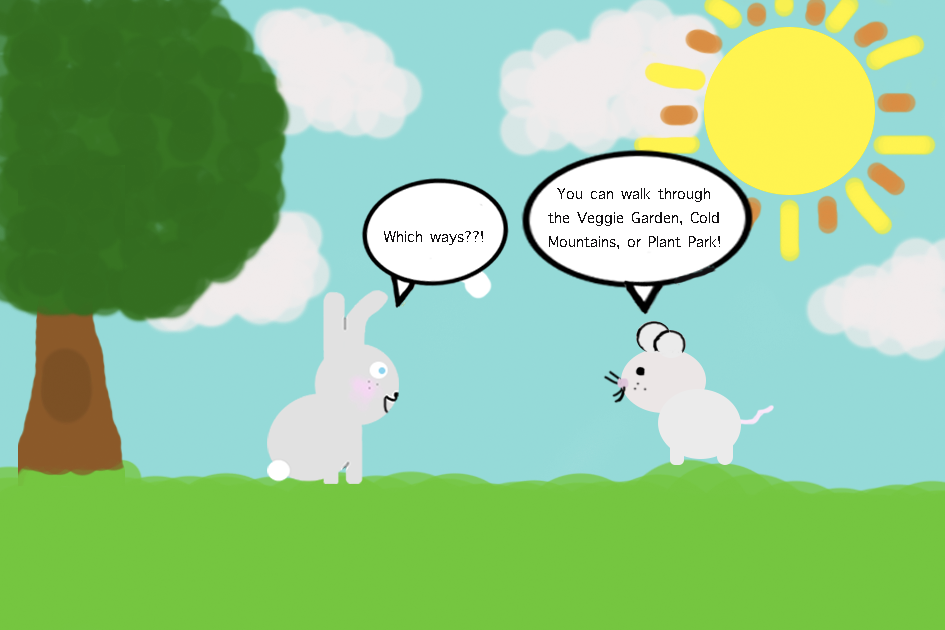 Which ways??!
You can walk through
the Veggie Garden, Cold
Mountains, or Plant Park!